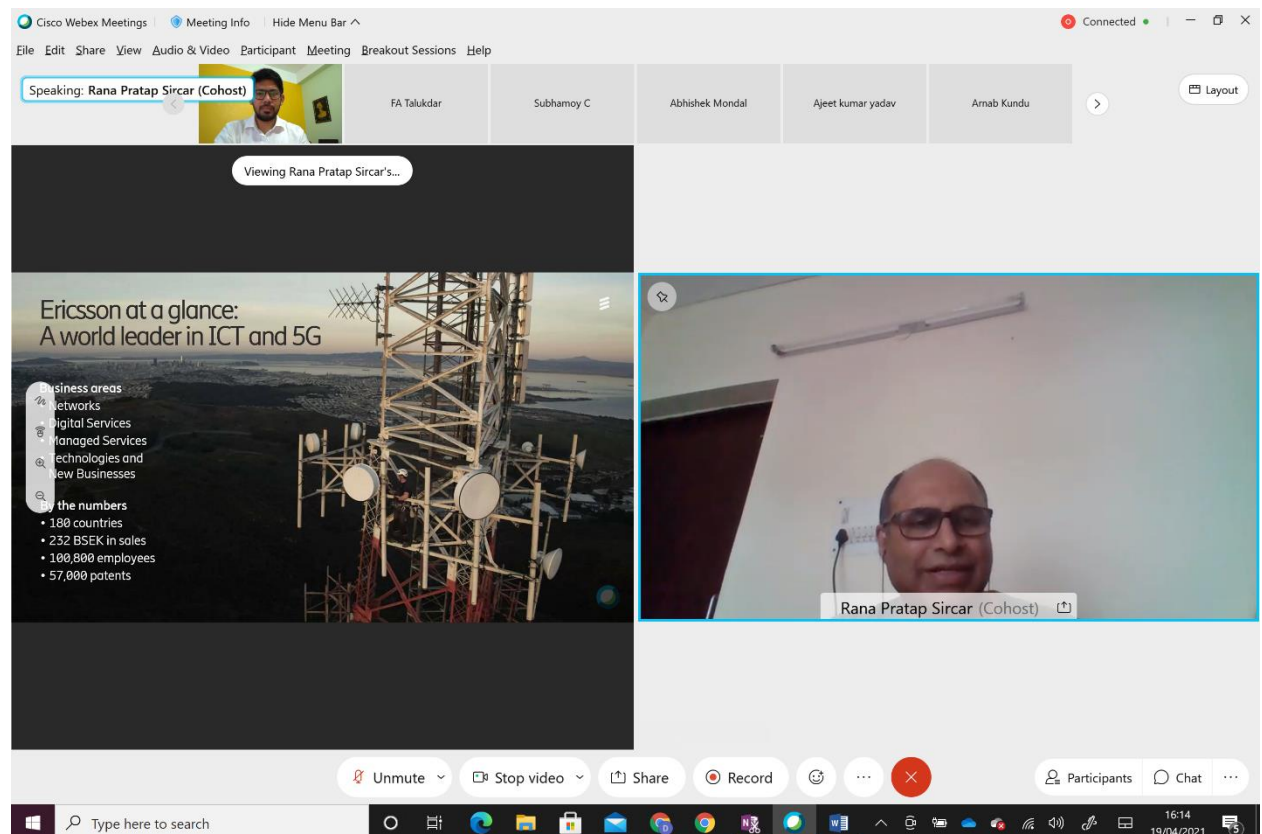 Cisco Webex Meetings
Meeting Info
Hide Menu Bar
Connected
File Edit Share View Audio & Video Participant Meeting Breakout Sessions Help
Speaking: Rana Pratap Sircar (Cohost)
FA Talukdar
Subhamoy C
Abhishek Mondal
Ajeet kumar yadav
Arnab Kundu
Layout
Viewing Rana Pratap Sircar's...
Ericsson at a glance:
A world leader in ICT and 5G
Business areas
Networks
Digital Services
Managed Services
Technologies and
New Businesses
By the numbers
• 180 countries
• 232 BSEK in sales
• 100,800 employees
• 57,000 patents
Rana Pratap Sircar (Cohost)
Unmute
Stop video
Share
Record
Participants
Chat
Type here to search
16:14
19/04/2021